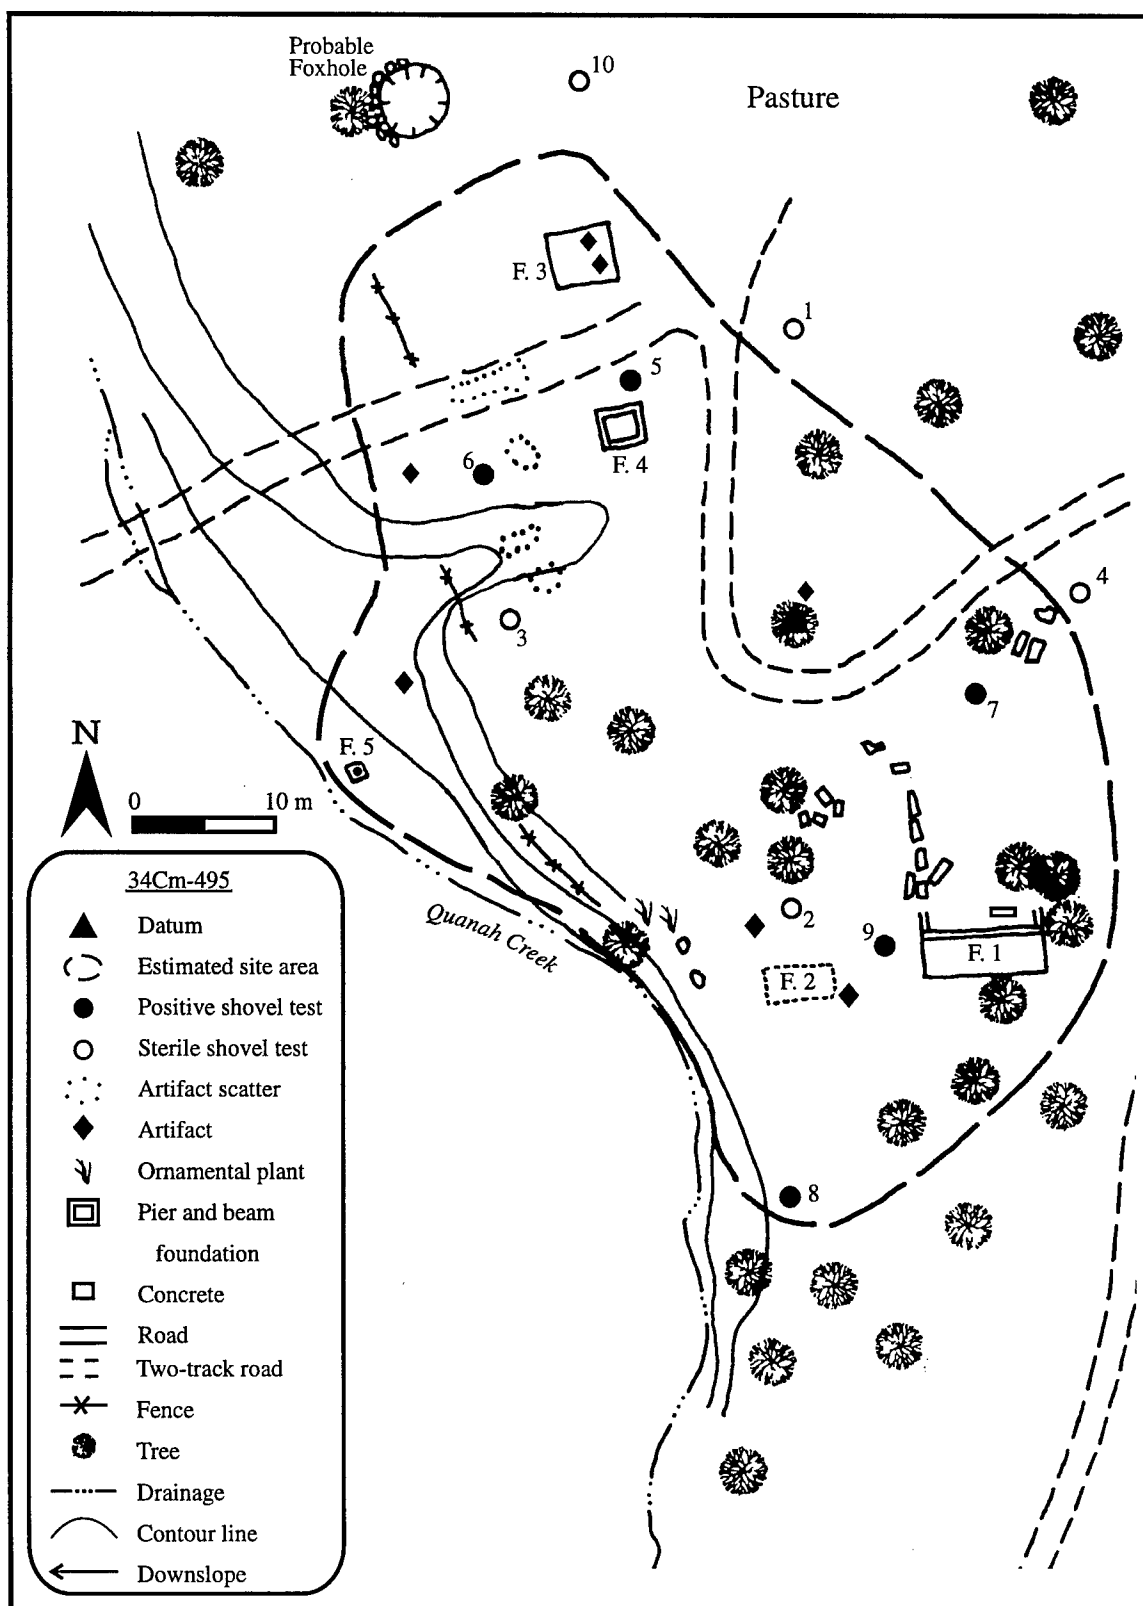 Probable
Foxhole
10
Pasture
F. 3
1
5
6
F. 4
4
3
7
N
F. 5
0 10 m
Quanah Creek
2
9
F. 1
F. 2
8
34Cm-495
Datum
Estimated site area
Positive shovel test
Sterile shovel test
Artifact scatter
Artifact
Ornamental plant
Pier and beam
foundation
Concrete
Road
Two-track road
Fence
Tree
Drainage
Contour line
Downslope